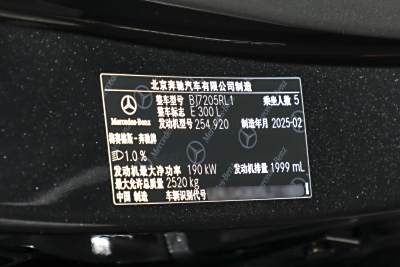 北京奔驰汽车有限公司制造
整车型号 BJ7205RL1 乘坐人数 5
整车标志 E 300 L
发动机型号 254.920 制造年月 2025-02
Mercedes-Benz
梅赛德斯-奔驰牌
1.0 %
发动机最大净功率 190 kW 发动机排量 1999 mL
最大允许总质量 2520 kg
中国 制造 车辆识别代号